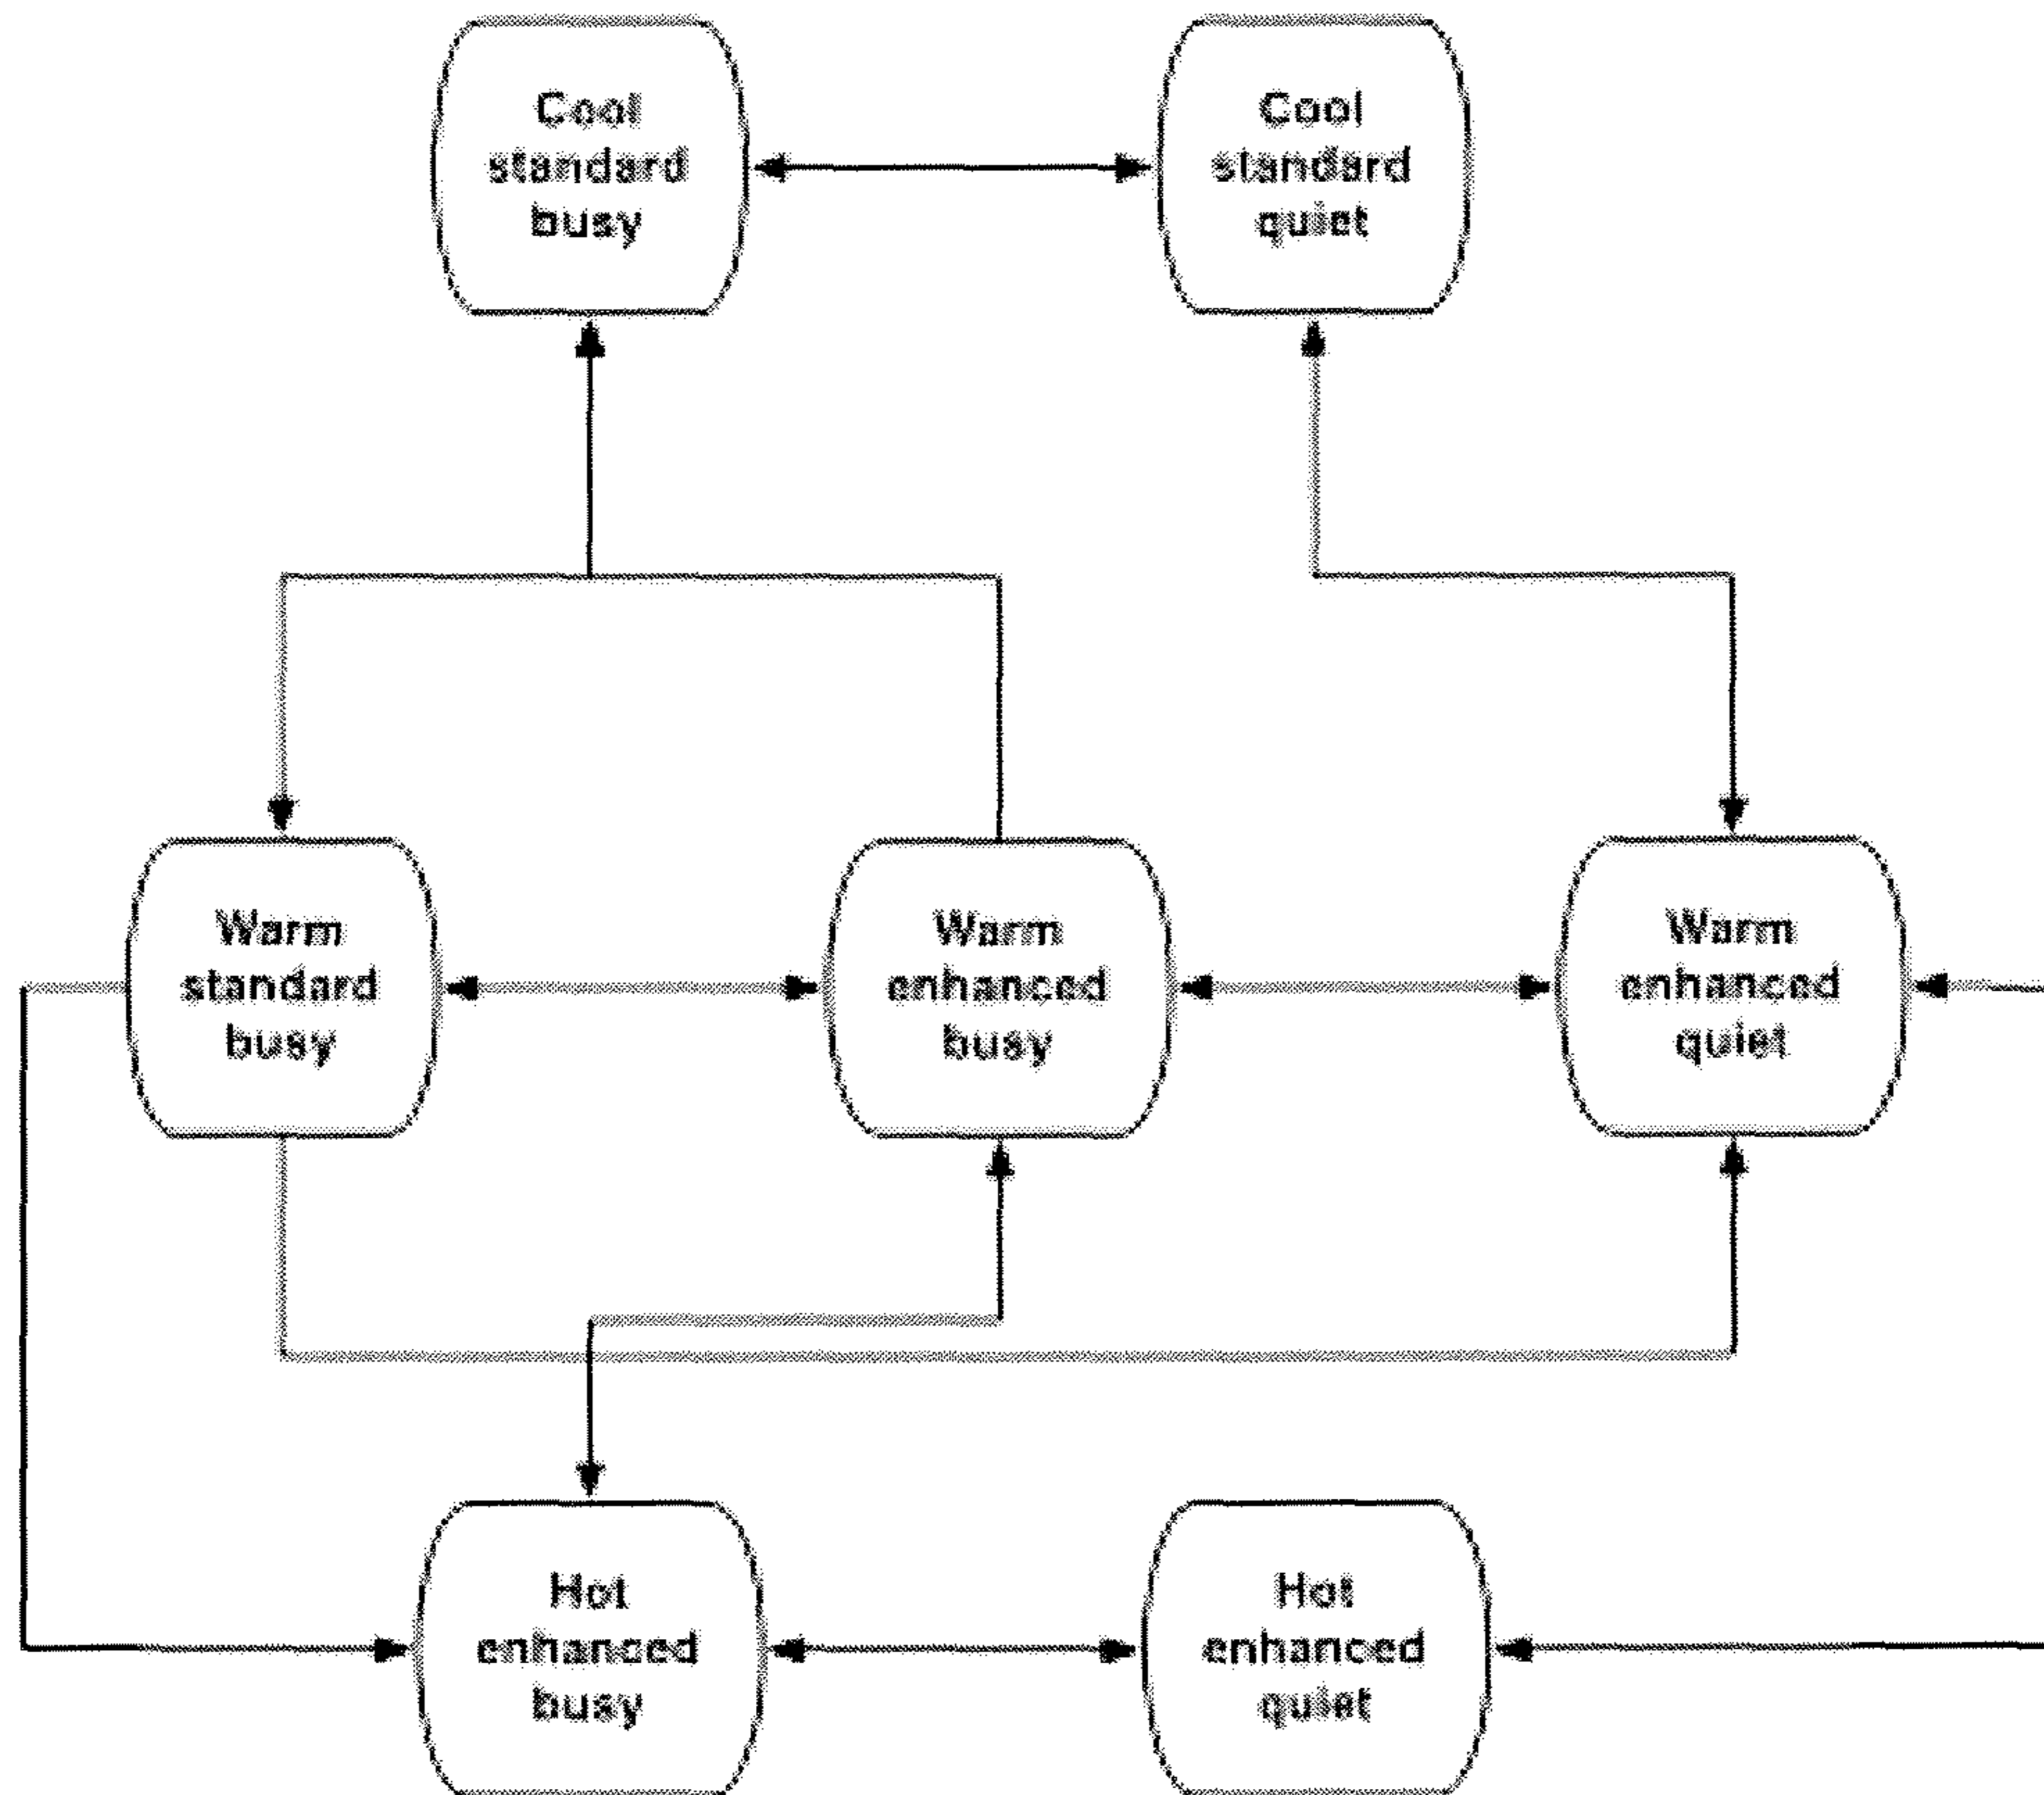 Cool
standard
busy
Cool
standard
quiet
Warm
standard
busy
Warm
enhanced
busy
Warm
enhanced
quiet
Hot
enhanced
busy
Hot
enhanced
quiet